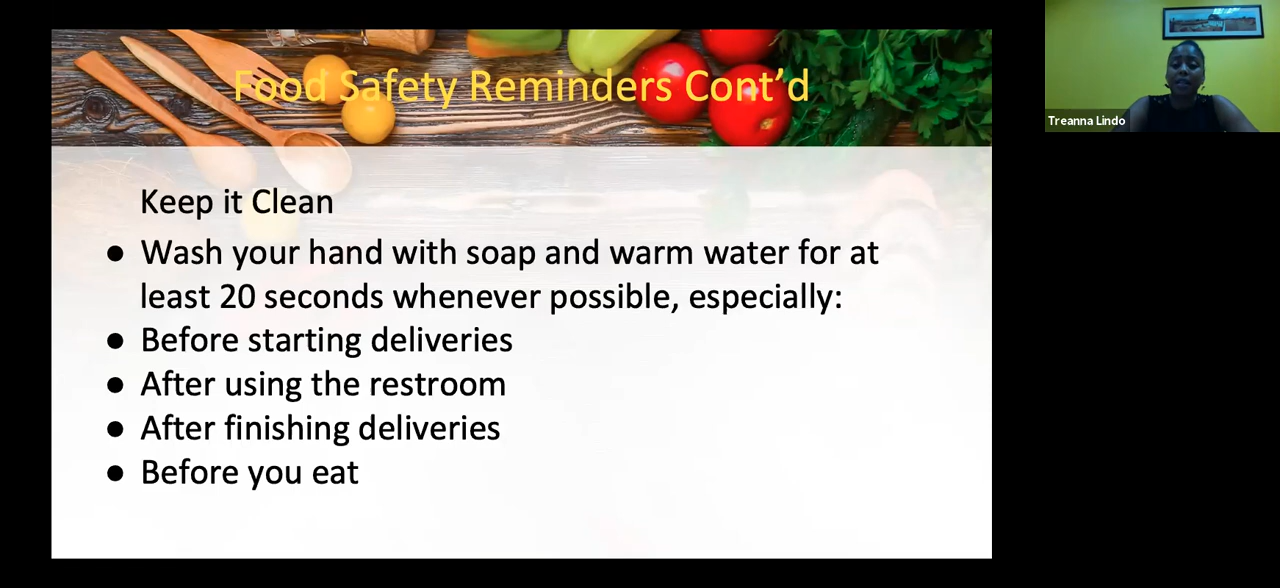 Food Safety Reminders Cont'd
Treanna Lindo
Keep it Clean
● Wash your hand with soap and warm water for at
least 20 seconds whenever possible, especially:
● Before starting deliveries
● After using the restroom
● After finishing deliveries
● Before you eat